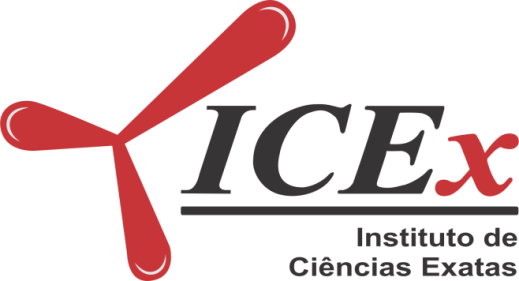 ICEx
Instituto de
Ciências Exatas